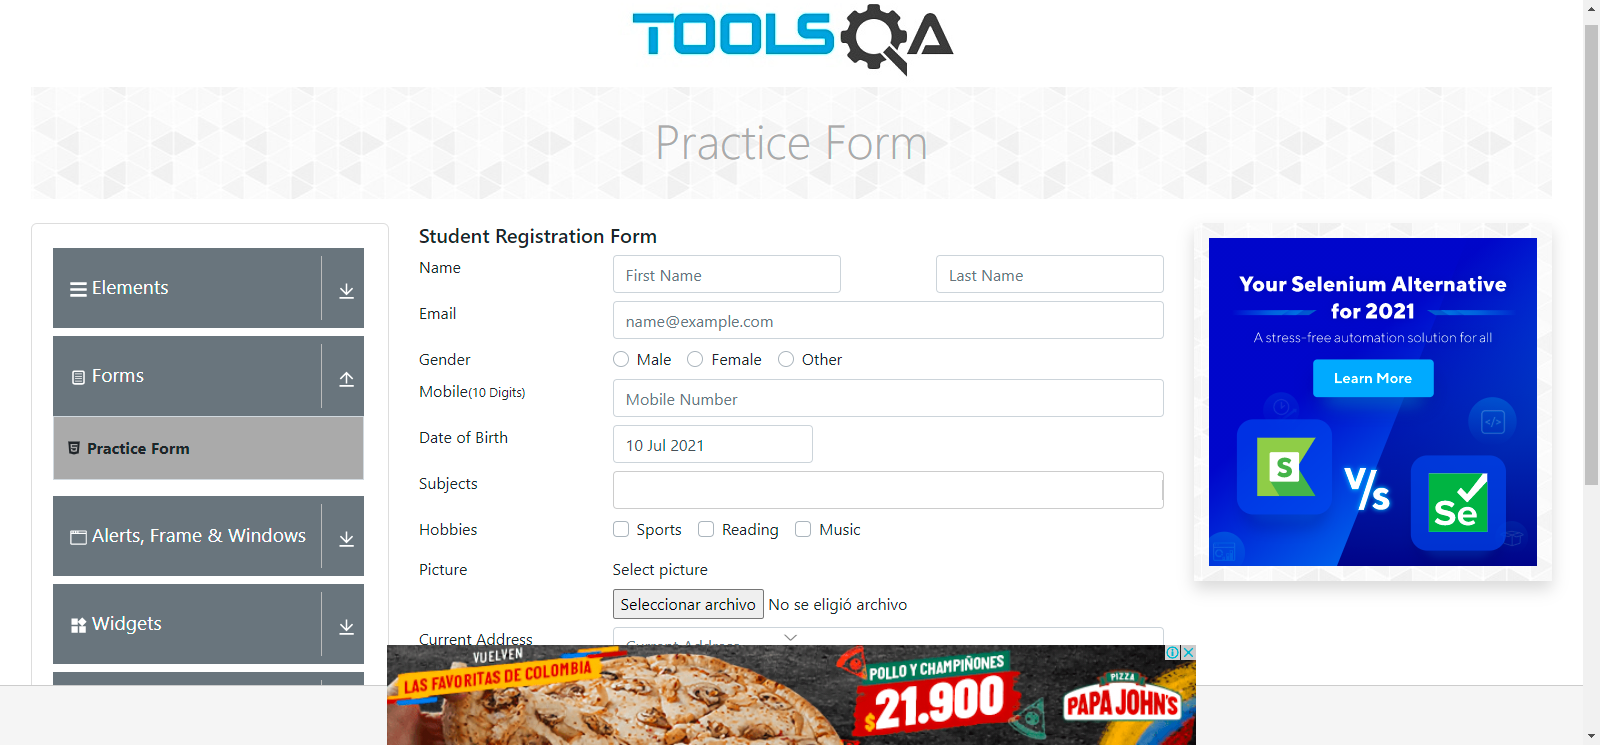 TOOLSQA
Practice Form
Elements
Forms
Practice Form
Alerts, Frame & Windows
Widgets
Student Registration Form
Name
First Name
Last Name
Email
name@example.com
Gender
Male
Female
Other
Mobile(10 Digits)
Mobile Number
Date of Birth
10 Jul 2021
Subjects
Hobbies
Sports
Reading
Music
Picture
Select picture
Seleccionar archivo
No se eligió archivo
Current Address
Current Address
Your Selenium Alternative
for 2021
A stress-free automation solution for all
Learn More
S
V/s
Se
VUELVEN
LAS FAVORITAS DE COLOMBIA
POLLO Y CHAMPIÑONES
$21.900
PIZZA
PAPA JOHN'S